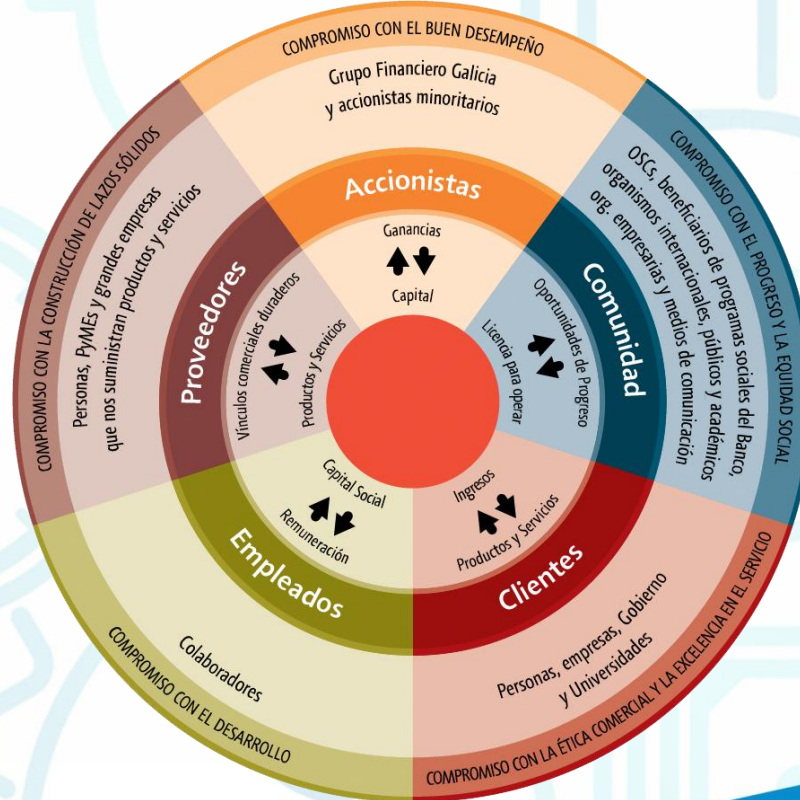 COMPROMISO CON EL BUEN DESEMPEÑO
Grupo Financiero Galicia
y accionistas minoritarios
Accionistas
Ganancias
Capital
COMPROMISO CON EL PROGRESO Y LA EQUIDAD SOCIAL
OSCs, beneficiarios de programas sociales del Banco,
organismos internacionales, públicos y académicos
org. empresarias y medios de comunicación
Comunidad
Oportunidades de Progreso
Licencia para operar
COMPROMISO CON LA ÉTICA COMERCIAL Y LA EXCELENCIA EN EL SERVICIO
Personas, empresas, Gobierno
y Universidades
Clientes
Ingresos
Productos y Servicios
COMPROMISO CON EL DESARROLLO
Colaboradores
Empleados
Capital Social
Remuneración
COMPROMISO CON LA CONSTRUCCIÓN DE LAZOS SÓLIDOS
Personas, PyMEs y grandes empresas
que nos suministran productos y servicios
Proveedores
Vínculos comerciales duraderos
Productos y Servicios